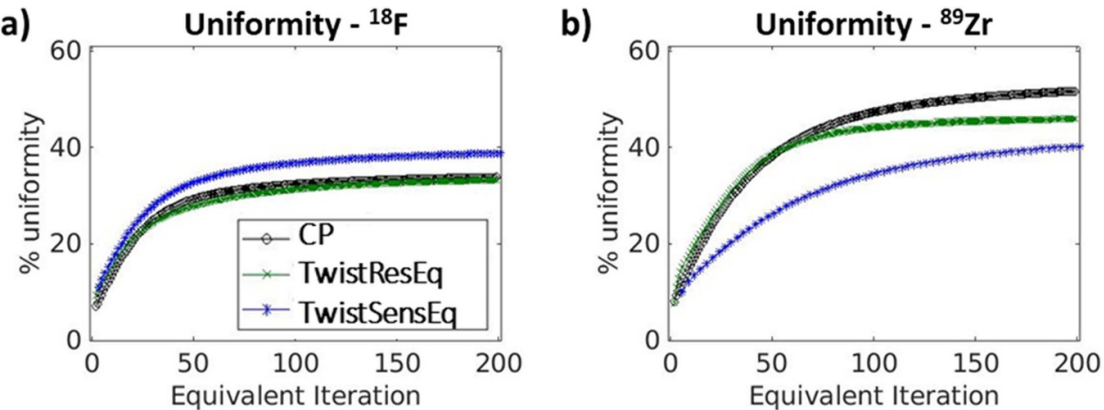 a) Uniformity - ¹⁸F
60
40
20
0
% uniformity
CP
TwistResEq
TwistSensEq
0 50 100 150 200
Equivalent Iteration
b) Uniformity - ⁸⁹Zr
60
40
20
0
% uniformity
0 50 100 150 200
Equivalent Iteration